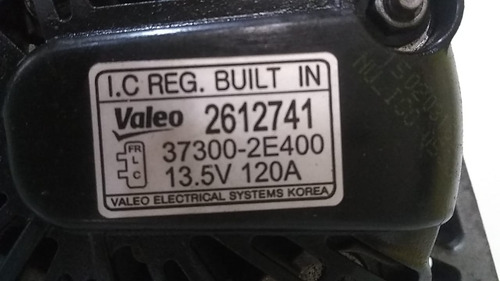 I.C REG. BUILT IN
Valeo 2612741
FR
L
C
37300-2E400
13.5V 120A
VALEO ELECTRICAL SYSTEMS KOREA